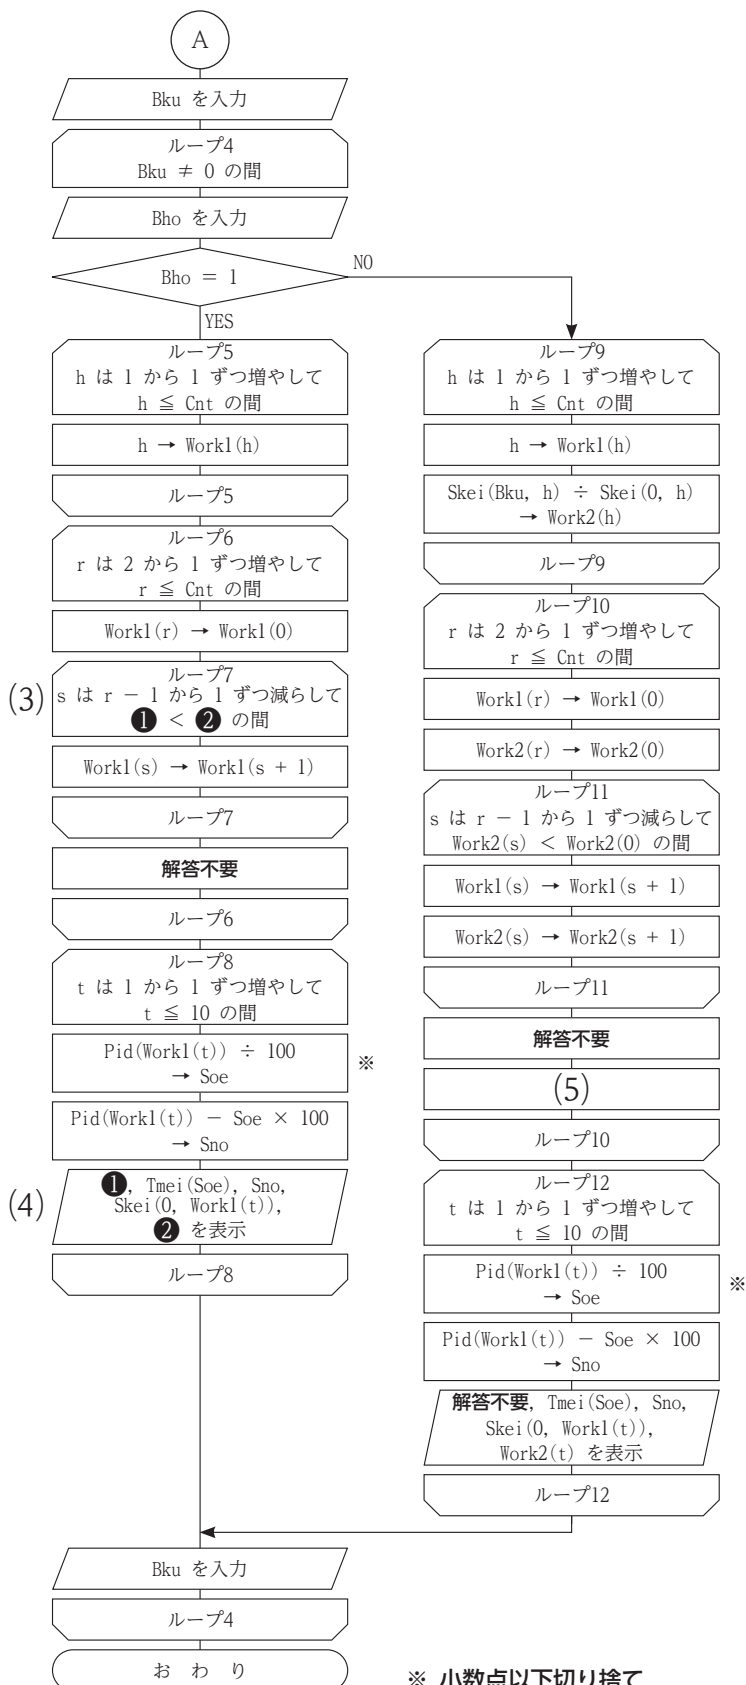 A
Bku を入力
ループ4
Bku ≠ 0 の間
Bho を入力
Bho = 1
NO
YES
ループ5
h は 1 から 1 ずつ増やして
h ≦ Cnt の間
h → Work1(h)
ループ5
ループ6
r は 2 から 1 ずつ増やして
r ≦ Cnt の間
Work1(r) → Work1(0)
(3)
ループ7
s は r － 1 から 1 ずつ減らして
❶ < ❷ の間
Work1(s) → Work1(s + 1)
ループ7
解答不要
ループ6
ループ8
t は 1 から 1 ずつ増やして
t ≦ 10 の間
Pid(Work1(t)) ÷ 100
→ Soe
※
Pid(Work1(t)) － Soe × 100
→ Sno
(4)
❶, Tmei(Soe), Sno,
Skei(0, Work1(t)),
❷ を表示
ループ8
ループ9
h は 1 から 1 ずつ増やして
h ≦ Cnt の間
h → Work1(h)
Skei(Bku, h) ÷ Skei(0, h)
→ Work2(h)
ループ9
ループ10
r は 2 から 1 ずつ増やして
r ≦ Cnt の間
Work1(r) → Work1(0)
Work2(r) → Work2(0)
ループ11
s は r － 1 から 1 ずつ減らして
Work2(s) < Work2(0) の間
Work1(s) → Work1(s + 1)
Work2(s) → Work2(s + 1)
ループ11
解答不要
(5)
ループ10
ループ12
t は 1 から 1 ずつ増やして
t ≦ 10 の間
Pid(Work1(t)) ÷ 100
→ Soe
※
Pid(Work1(t)) － Soe × 100
→ Sno
解答不要, Tmei(Soe), Sno,
Skei(0, Work1(t)),
Work2(t) を表示
ループ12
Bku を入力
ループ4
おわり
※ 小数点以下切り捨て